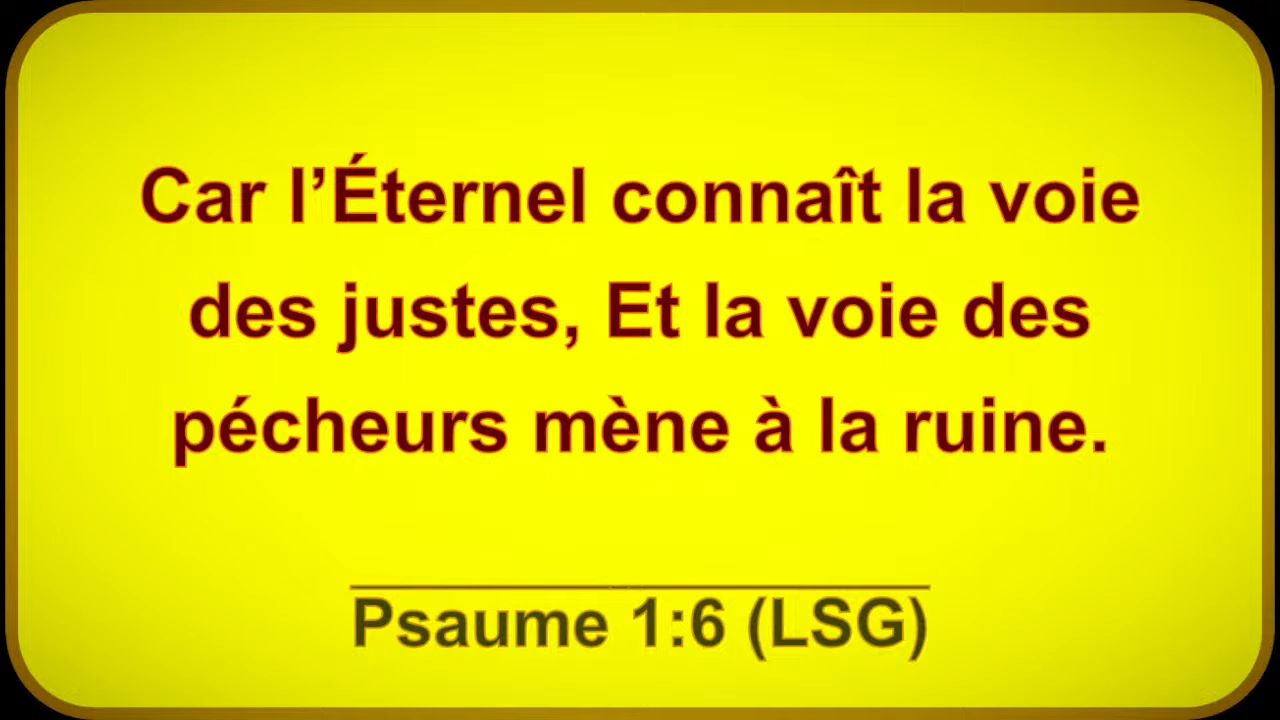 Car l’Éternel connaît la voie
des justes, Et la voie des
pécheurs mène à la ruine.
Psaume 1:6 (LSG)